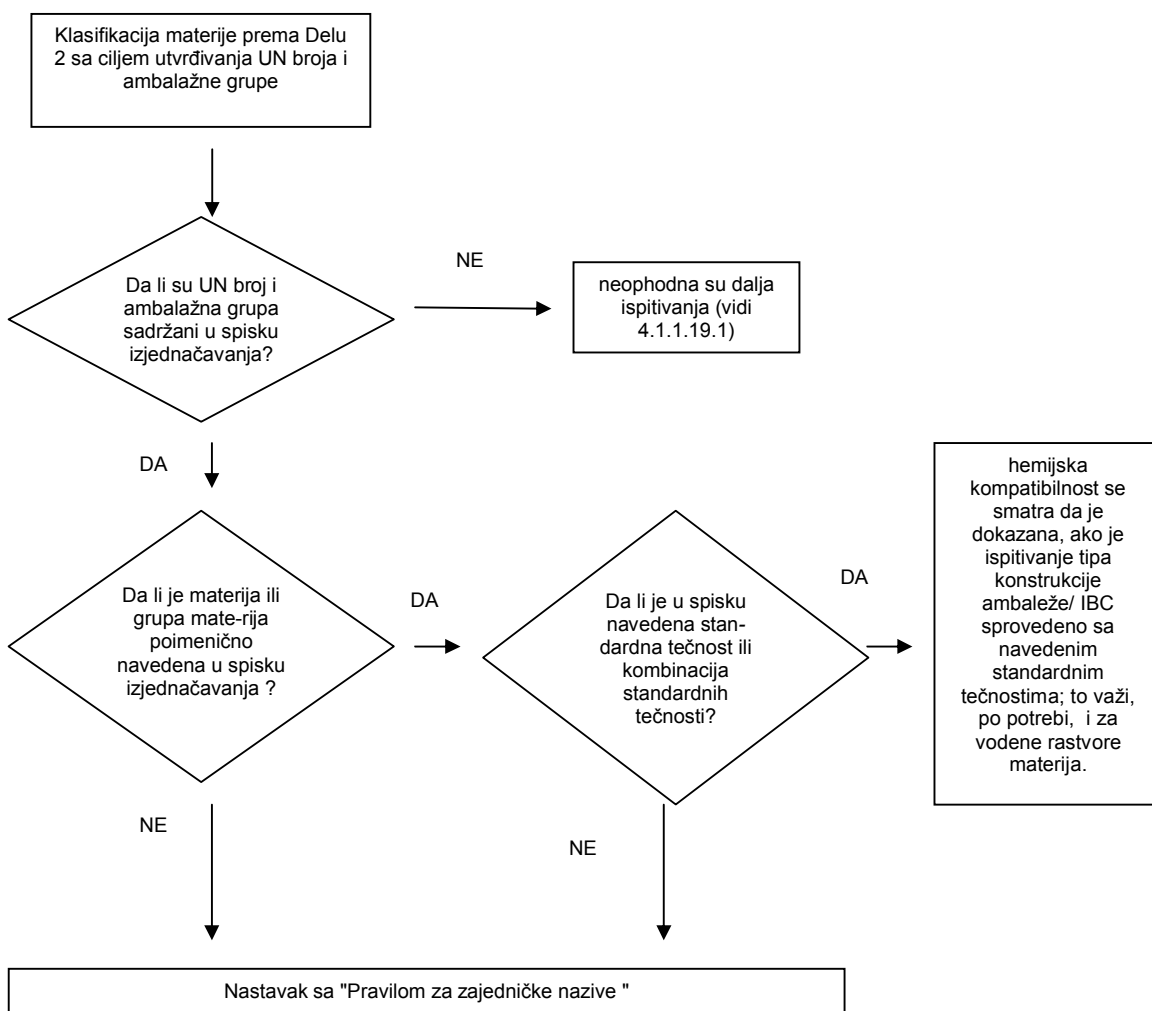 Klasifikacija materije prema Delu
2 sa ciljem utvrđivanja UN broja i
ambalažne grupe
Da li su UN broj i
ambalažna grupa
sadržani u spisku
izjednačavanja?
NE
neophodna su dalja
ispitivanja (vidi
4.1.1.19.1)
DA
Da li je materija ili
grupa mate-rija
poimenično
navedena u spisku
izjednačavanja ?
DA
Da li je u spisku
navedena stan-
dardna tečnost ili
kombinacija
standardnih
tečnosti?
DA
hemijska
kompatibilnost se
smatra da je
dokazana, ako je
ispitivanje tipa
konstrukcije
ambaleže/ IBC
sprovedeno sa
navedenim
standardnim
tečnostima; to važi,
po potrebi,  i za
vodene rastvore
materija.
NE
NE
Nastavak sa "Pravilom za zajedničke nazive "